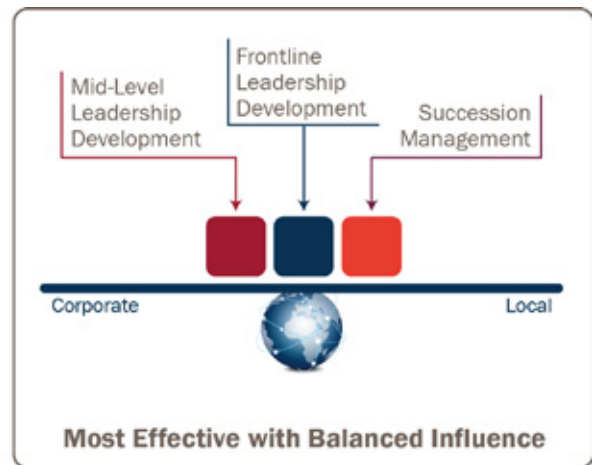 Mid-Level
Leadership
Development
Frontline
Leadership
Development
Succession
Management
Corporate
Local
Most Effective with Balanced Influence